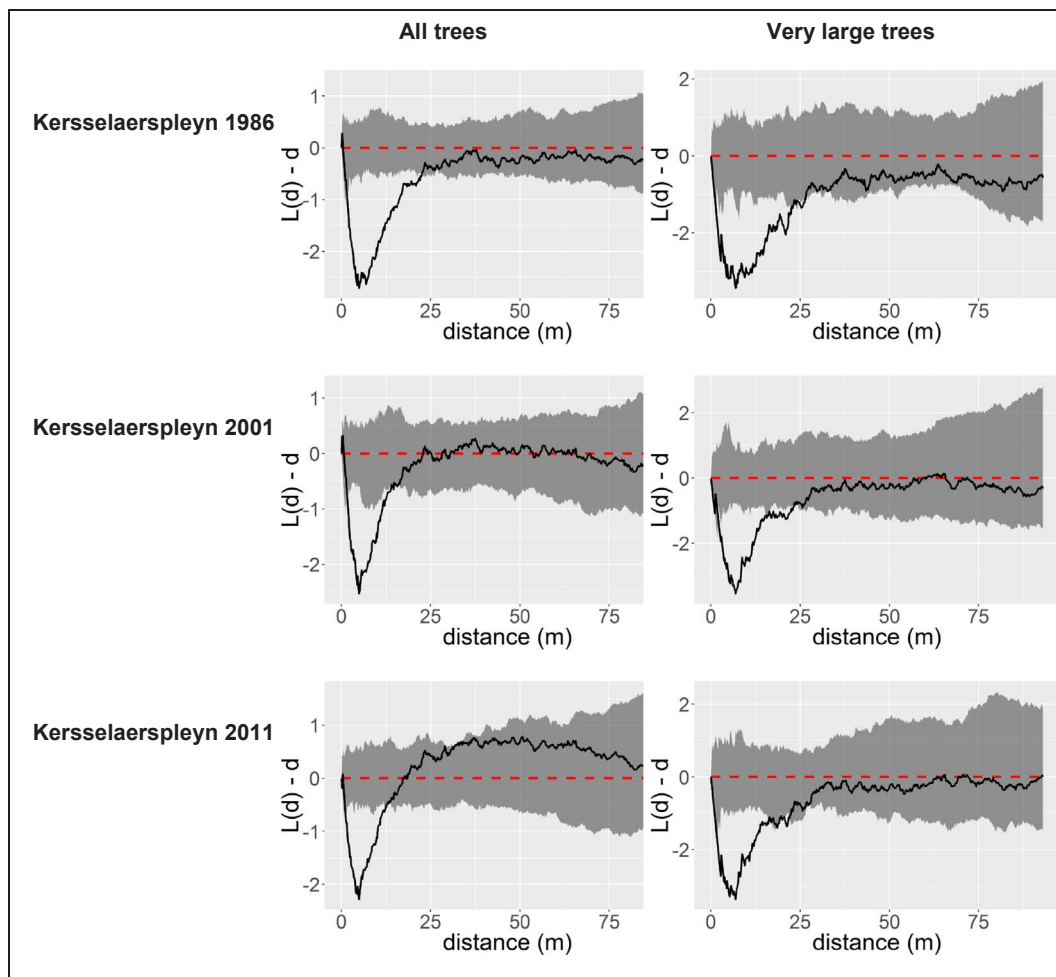 All trees
Very large trees
Kersselaerspleyn 1986
L(d) - d
1
0
-1
-2
0
25
50
75
distance (m)
L(d) - d
2
0
-2
0
25
50
75
distance (m)
Kersselaerspleyn 2001
L(d) - d
1
0
-1
-2
0
25
50
75
distance (m)
L(d) - d
2
0
-2
0
25
50
75
distance (m)
Kersselaerspleyn 2011
L(d) - d
1
0
-1
-2
0
25
50
75
distance (m)
L(d) - d
2
0
-2
0
25
50
75
distance (m)